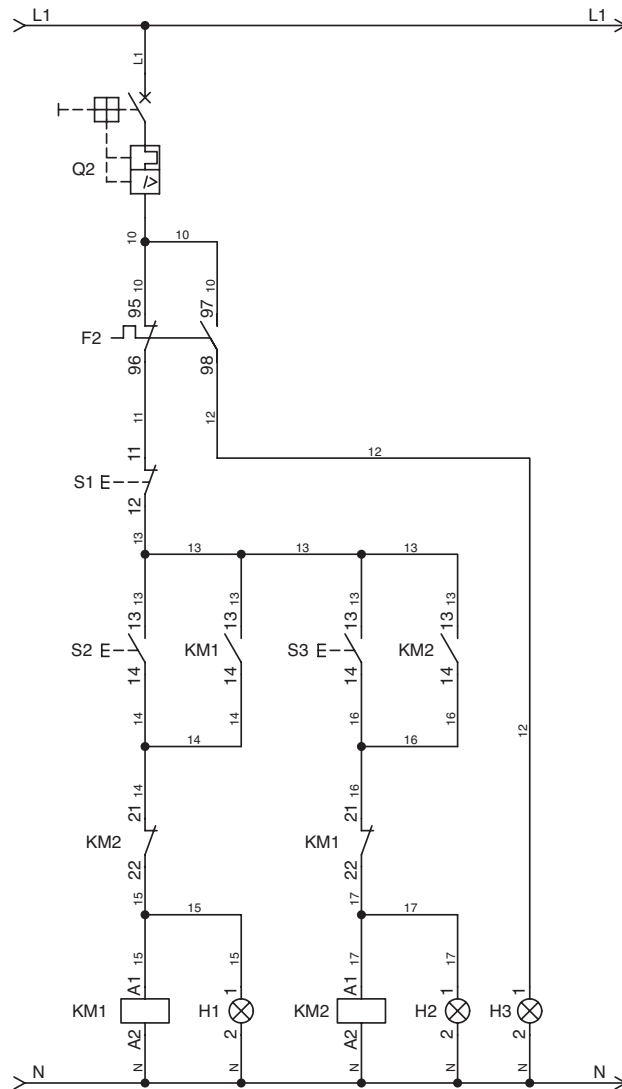 L1 L1
L1
Q2
10
10
10 10
95 97
F2
96 98
11 12
12
11
S1 E
12
13
13 13 13
13 13 13 13
13 13 13 13
S2 E KM1 S3 E KM2
14 14 14 14
14 14 16 16
14 16
12
14 16
21 21
KM2 KM1
22 22
15 17
15 17
15 15 17 17
A1 1 A1 1 1
KM1 H1 KM2 H2 H3
A2 2 A2 2 2
N N N N N
N N